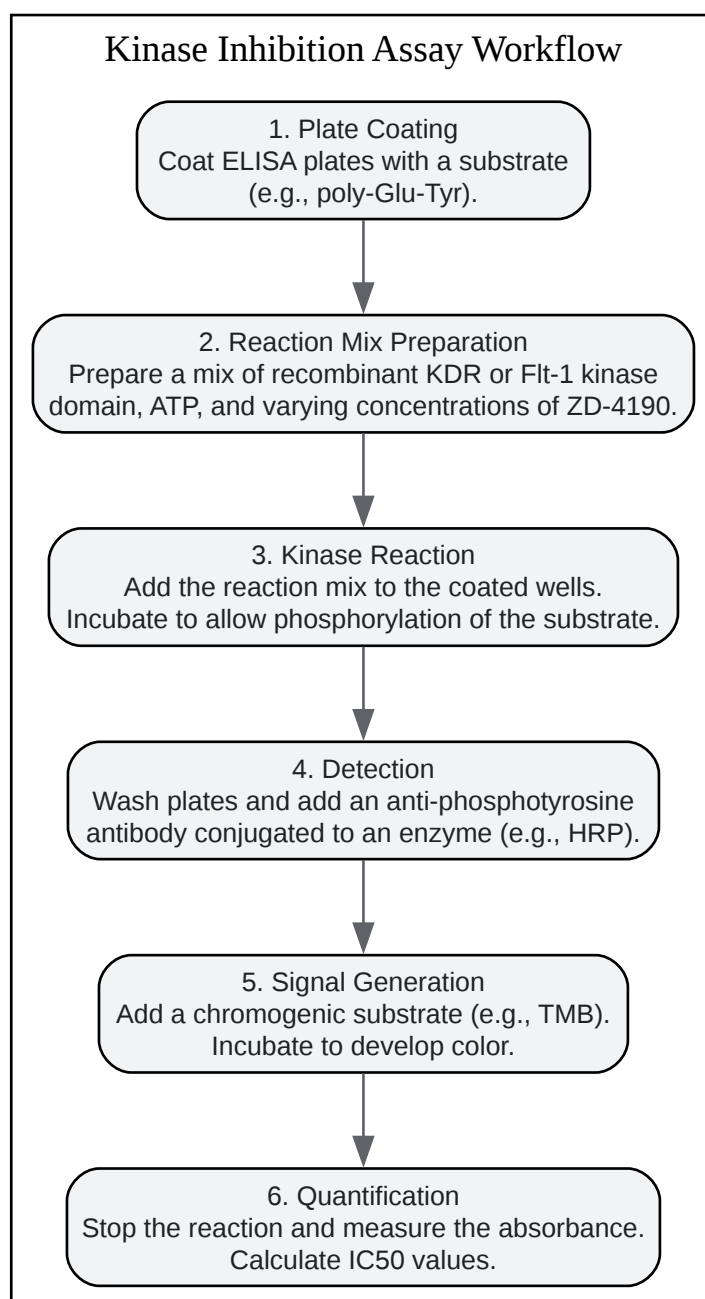 Kinase Inhibition Assay Workflow
1. Plate Coating
Coat ELISA plates with a substrate
(e.g., poly-Glu-Tyr).
2. Reaction Mix Preparation
Prepare a mix of recombinant KDR or Flt-1 kinase
domain, ATP, and varying concentrations of ZD-4190.
3. Kinase Reaction
Add the reaction mix to the coated wells.
Incubate to allow phosphorylation of the substrate.
4. Detection
Wash plates and add an anti-phosphotyrosine
antibody conjugated to an enzyme (e.g., HRP).
5. Signal Generation
Add a chromogenic substrate (e.g., TMB).
Incubate to develop color.
6. Quantification
Stop the reaction and measure the absorbance.
Calculate IC50 values.